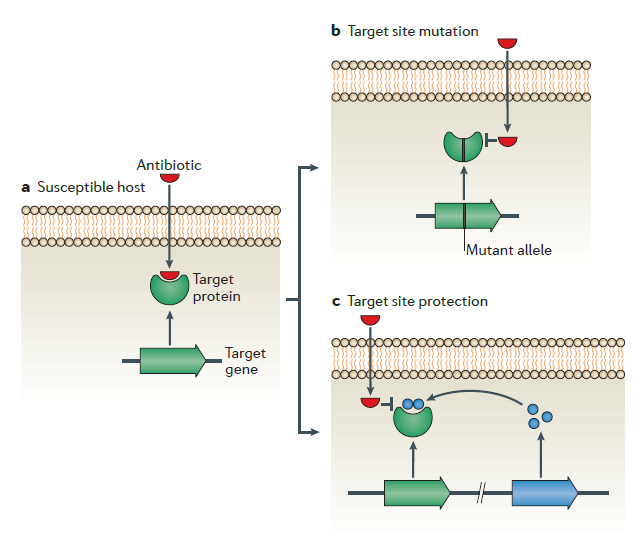 b Target site mutation
Antibiotic
a Susceptible host
Target
protein
Target
gene
Mutant allele
c Target site protection